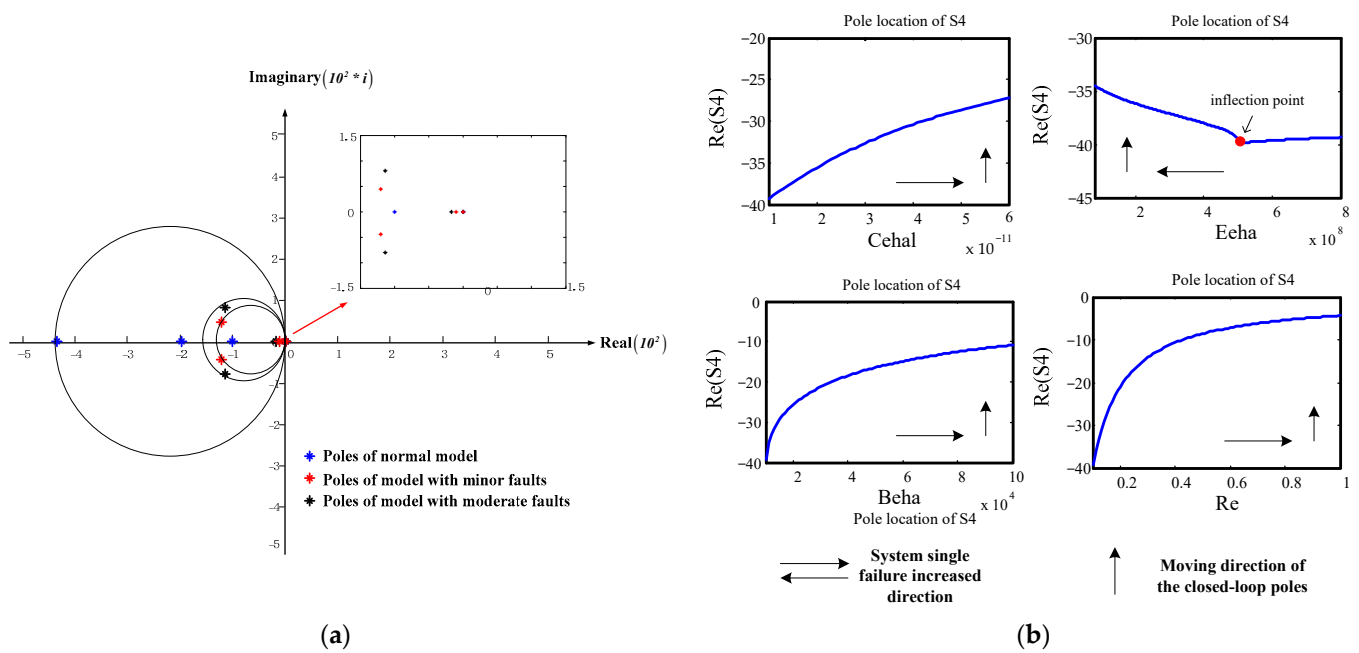 Imaginary(10² * i)
5
4
3
2
1
-1
-2
-3
-4
-5
-5
-4
-3
-2
-1
0
1
2
3
5
Real(10²)
1.5
0
-1.5
0
1.5
Poles of normal model
Poles of model with minor faults
Poles of model with moderate faults
(a)
Pole location of S4
Re(S4)
−20
−25
−30
−35
−40
1
2
3
4
5
6
Cehal
x 10⁻¹¹
Pole location of S4
Re(S4)
−30
−35
−40
−45
inflection point
2
4
6
8
Eeha
x 10⁸
Pole location of S4
Re(S4)
0
−10
−20
−30
−40
2
4
6
8
10
Beha
x 10⁴
Pole location of S4
Pole location of S4
Re(S4)
0
−10
−20
−30
−40
0.2
0.4
0.6
0.8
1
Re
System single
failure increased
direction
Moving direction of
the closed-loop poles
(b)